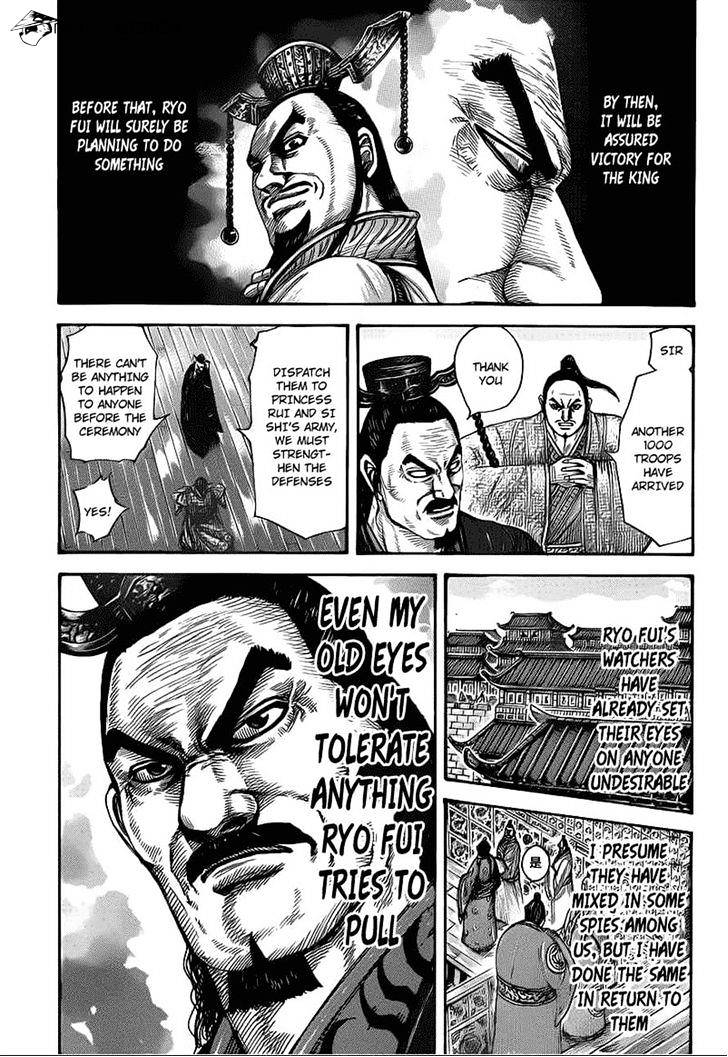 BY THEN,
IT WILL BE
ASSURED
VICTORY FOR
THE KING
BEFORE THAT, RYO
FUI WILL SURELY BE
PLANNING TO DO
SOMETHING
SIR
ANOTHER
1000
TROOPS
HAVE
ARRIVED
THANK
YOU
DISPATCH
THEM TO
PRINCESS
RUI AND SI
SHI'S ARMY,
WE MUST
STRENGT-
HEN THE
DEFENSES
THERE CAN'T
BE ANYTHING
TO HAPPEN
TO ANYONE
BEFORE THE
CEREMONY
YES!
RYO FUI'S
WATCHERS
HAVE
ALREADY SET
THEIR EYES
ON ANYONE
UNDESIRABLE
是
I PRESUME
THEY HAVE
MIXED IN SOME
SPIES AMONG
US, BUT I HAVE
DONE THE SAME
IN RETURN TO
THEM
EVEN MY
OLD EYES
WON'T
TOLERATE
ANYTHING
RYO FUI
TRIES TO
PULL